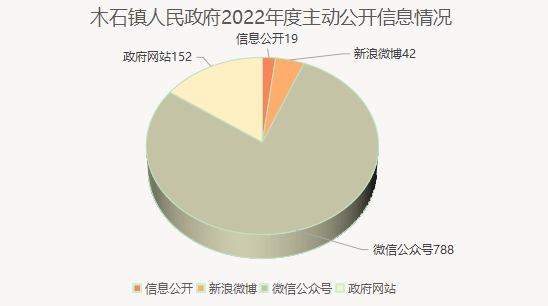 木石镇人民政府2022年度主动公开信息情况
信息公开19
政府网站152
新浪微博42
微信公众号788
信息公开 新浪微博 微信公众号 政府网站